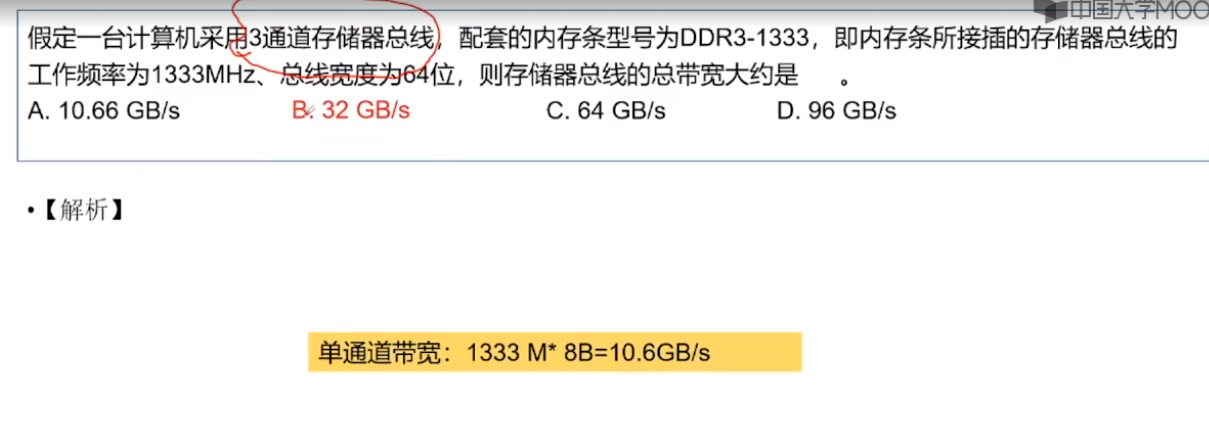 中国大学MOO
假定一台计算机采用3通道存储器总线，配套的内存条型号为DDR3-1333，即内存条所接插的存储器总线的
工作频率为1333MHz、总线宽度为64位，则存储器总线的总带宽大约是 。
A. 10.66 GB/s B. 32 GB/s C. 64 GB/s D. 96 GB/s
•【解析】
单通道带宽：1333 M* 8B=10.6GB/s